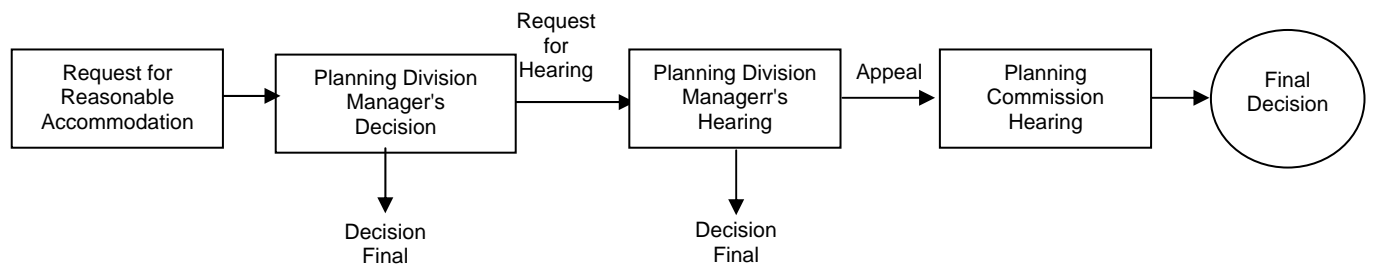 Request for
Reasonable
Accommodation
Planning Division
Manager's
Decision
Request
for
Hearing
Planning Division
Managerr's
Hearing
Appeal
Planning
Commission
Hearing
Final
Decision
Decision
Final
Decision
Final